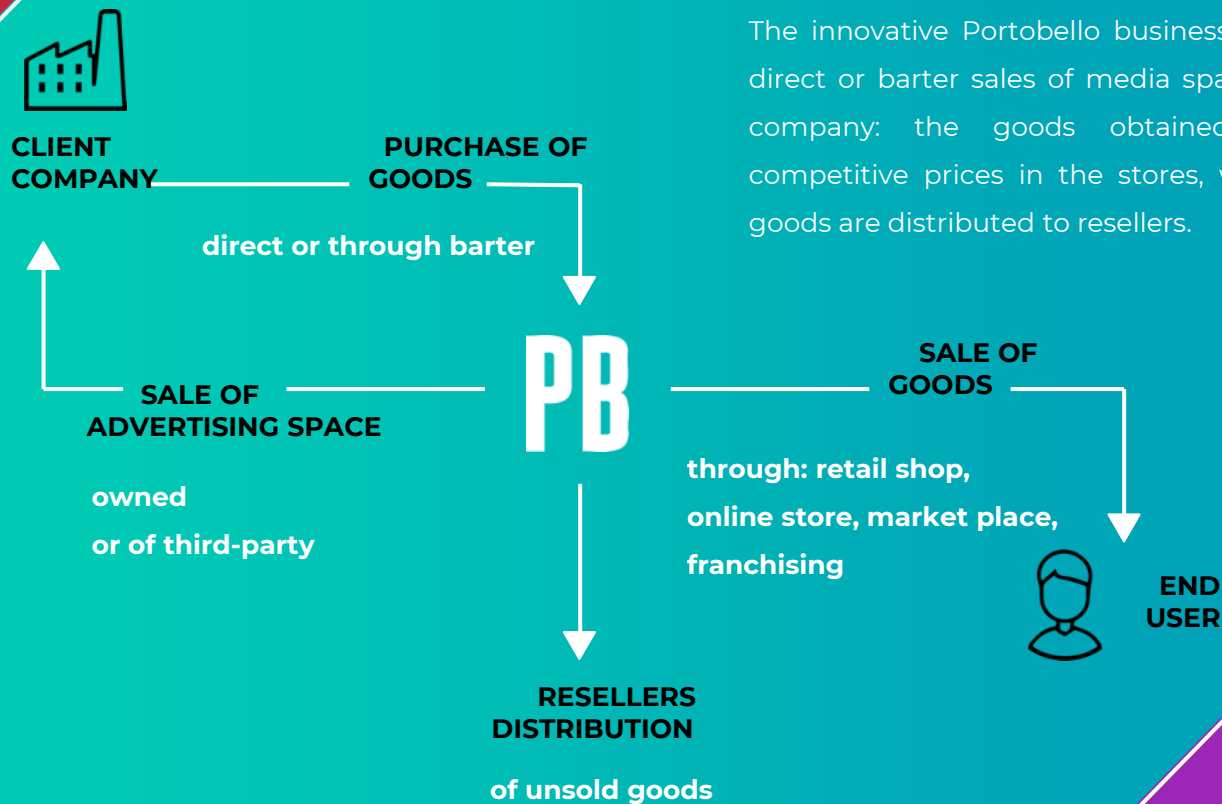 The innovative Portobello business
direct or barter sales of media spa
company: the goods obtained
competitive prices in the stores,
goods are distributed to resellers.
CLIENT
COMPANY
PURCHASE OF
GOODS
direct or through barter
PB
SALE OF
ADVERTISING SPACE
owned
or of third-party
SALE OF
GOODS
through: retail shop,
online store, market place,
franchising
END
USER
RESELLERS
DISTRIBUTION
of unsold goods